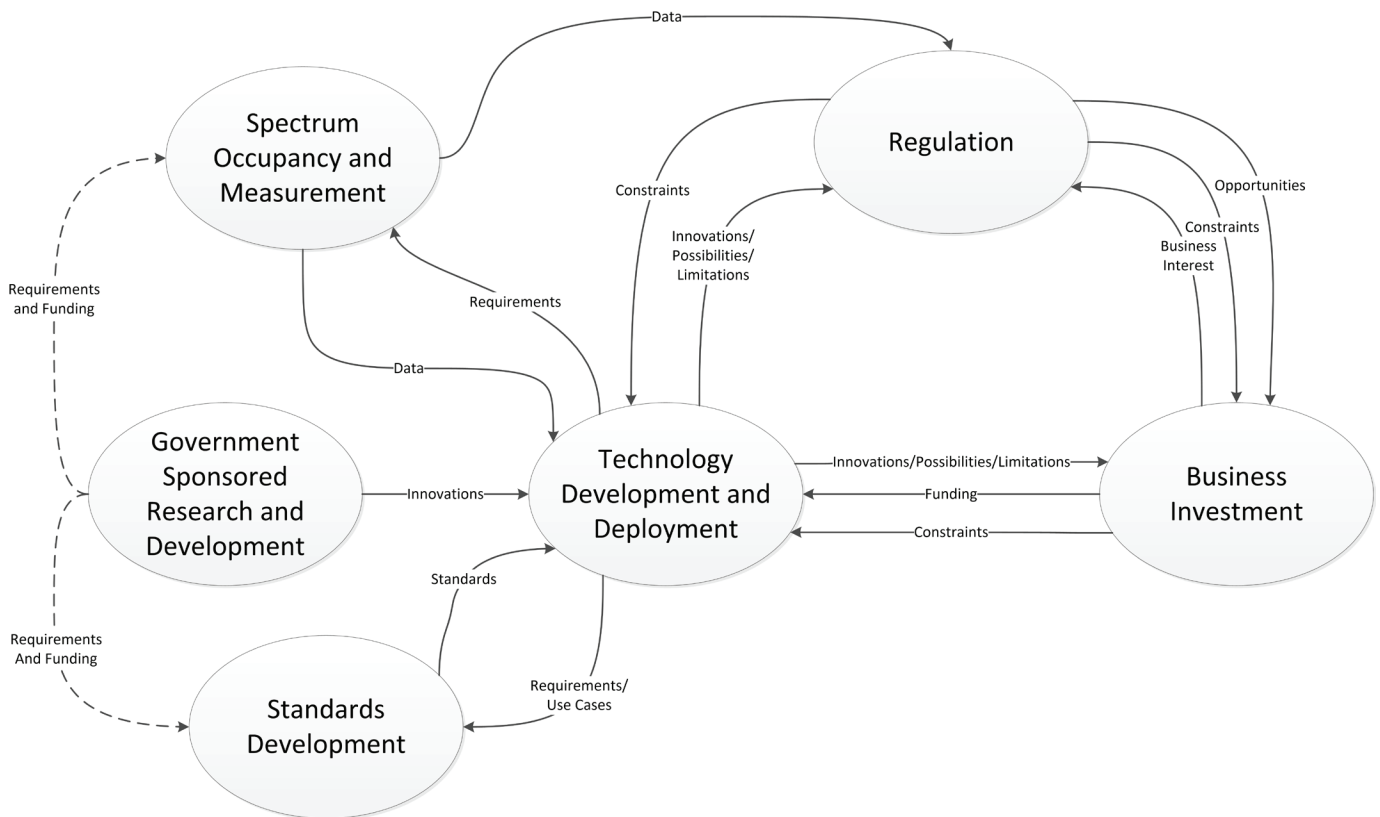 Data
Spectrum
Occupancy and
Measurement
Regulation
Constraints
Opportunities
Innovations/
Possibilities/
Limitations
Constraints
Business
Interest
Requirements
and Funding
Requirements
Data
Government
Sponsored
Research and
Development
Innovations
Technology
Development and
Deployment
Innovations/Possibilities/Limitations
Funding
Constraints
Business
Investment
Standards
Requirements
And Funding
Requirements/
Use Cases
Standards
Development